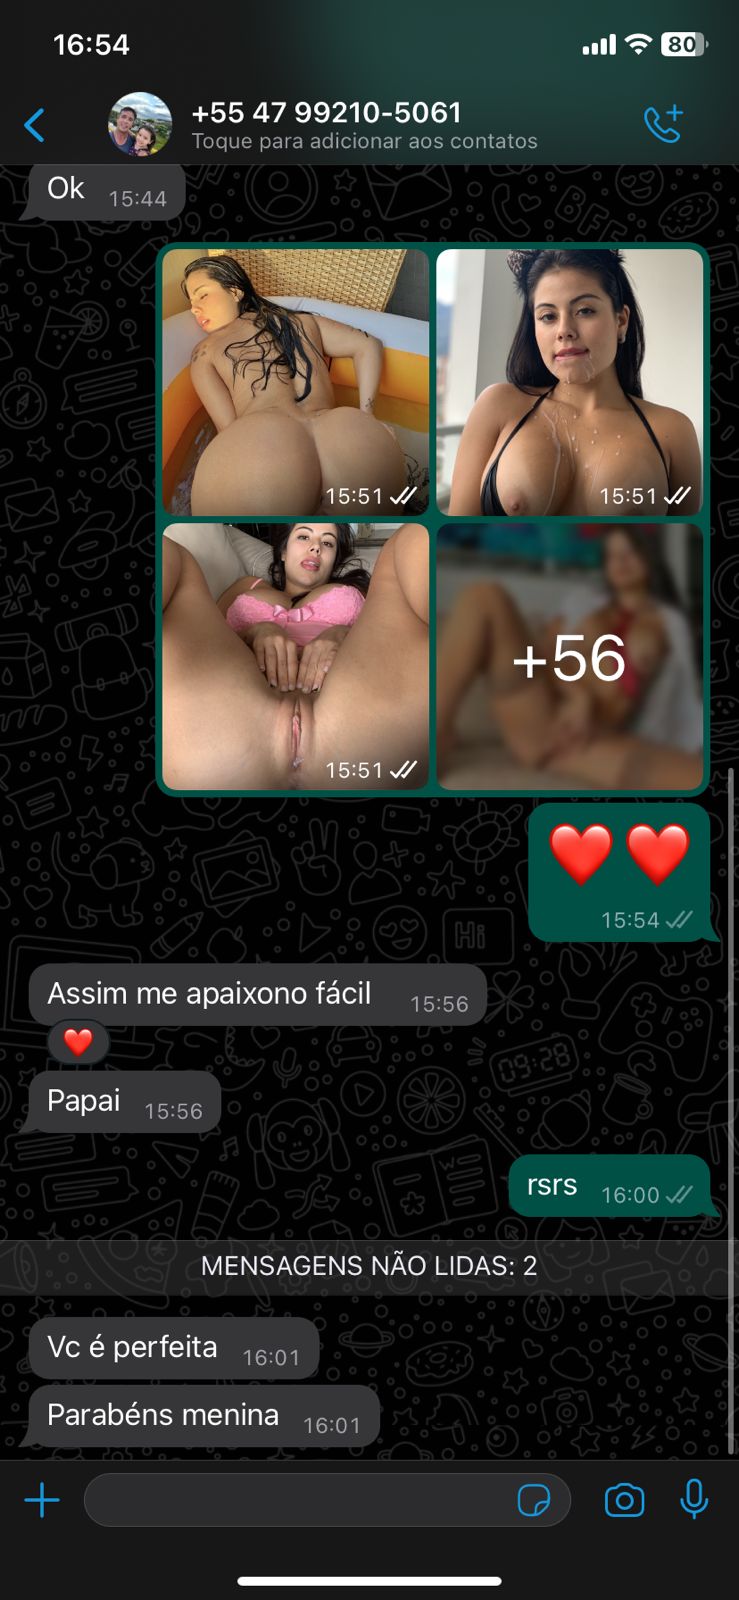 16:54
80
+55 47 99210-5061
Toque para adicionar aos contatos
Ok 15:44
15:51
15:51
15:51
+56
15:54
Assim me apaixono fácil 15:56
Papai 15:56
rsrs 16:00
MENSAGENS NÃO LIDAS: 2
Vc é perfeita 16:01
Parabéns menina 16:01